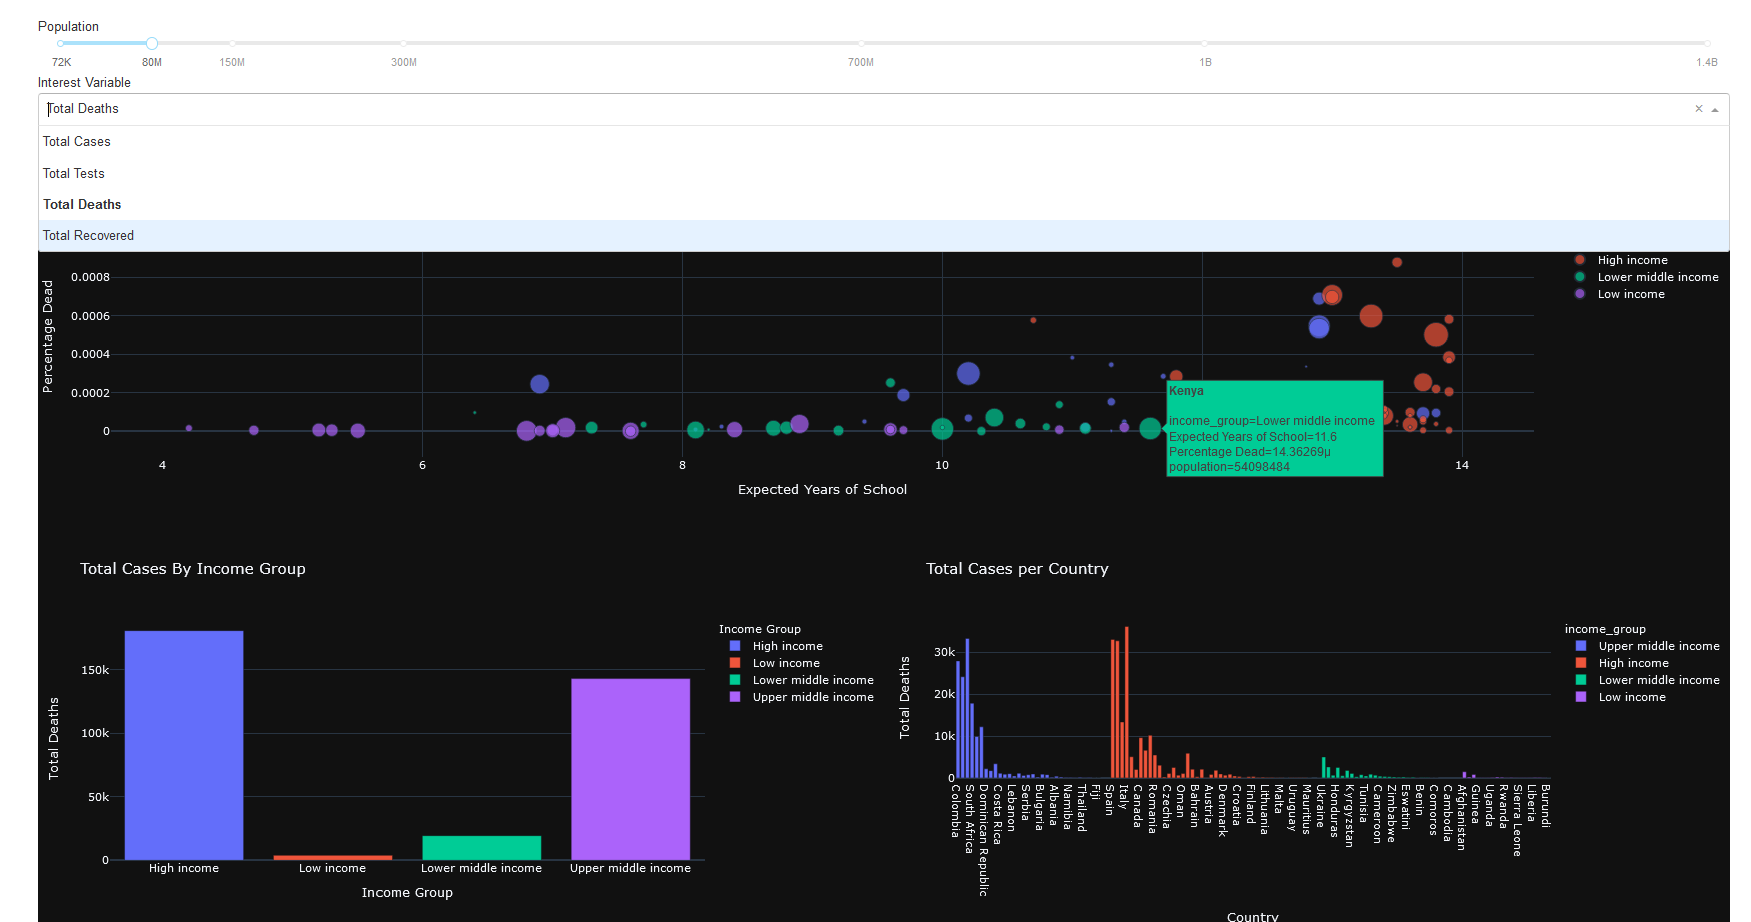 Population
72K 80M 150M 300M 700M 1B 1.4B
Interest Variable
Total Deaths
×
Total Cases
Total Tests
Total Deaths
Total Recovered
High income
Lower middle income
Low income
Percentage Dead
0.0008
0.0006
0.0004
0.0002
0
Kenya
income_group=Lower middle income
Expected Years of School=11.6
Percentage Dead=14.36269μ
population=54098484
4 6 8 10 14
Expected Years of School
Total Cases By Income Group
Total Deaths
150k
100k
50k
0
High income Low income Lower middle income Upper middle income
Income Group
Income Group
High income
Low income
Lower middle income
Upper middle income
Total Cases per Country
Total Deaths
30k
20k
10k
0
Colombia
South Africa
Dominican Republic
Costa Rica
Lebanon
Serbia
Bulgaria
Albania
Namibia
Thailand
Fiji
Spain
Italy
Canada
Romania
Czechia
Oman
Bahrain
Austria
Denmark
Croatia
Finland
Lithuania
Malta
Uruguay
Mauritius
Ukraine
Honduras
Kyrgyzstan
Tunisia
Cameroon
Zimbabwe
Eswatini
Benin
Comoros
Cambodia
Afghanistan
Guinea
Uganda
Rwanda
Sierra Leone
Liberia
Burundi
Country
income_group
Upper middle income
High income
Lower middle income
Low income